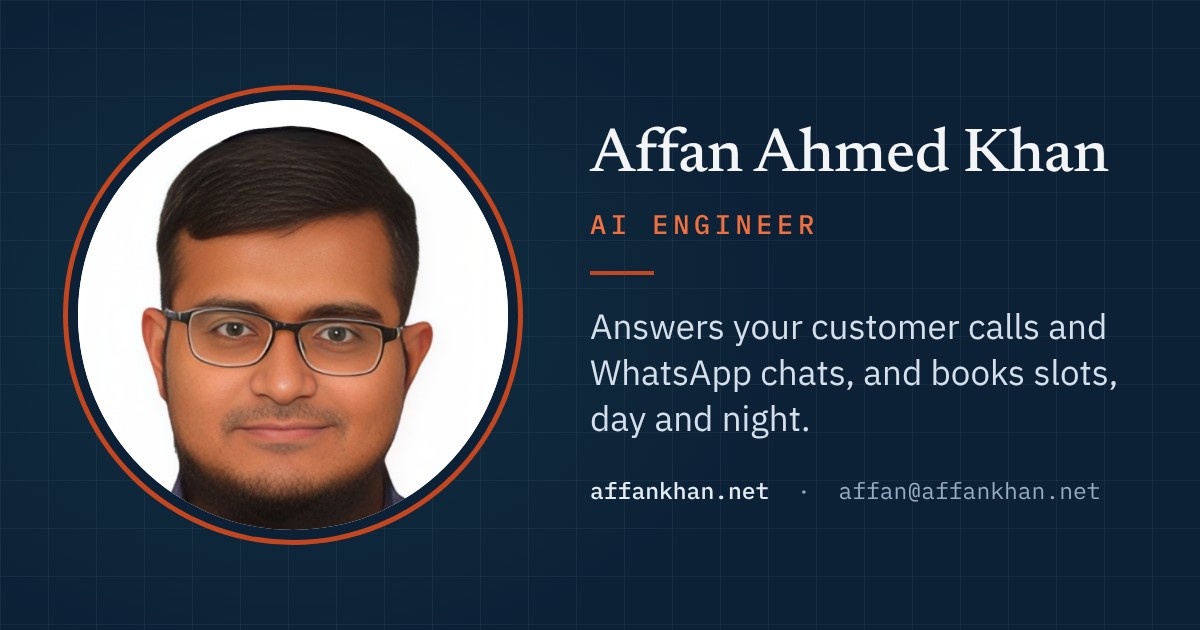 Affan Ahmed Khan
AI ENGINEER
Answers your customer calls and
WhatsApp chats, and books slots,
day and night.
affankhan.net · affan@affankhan.net